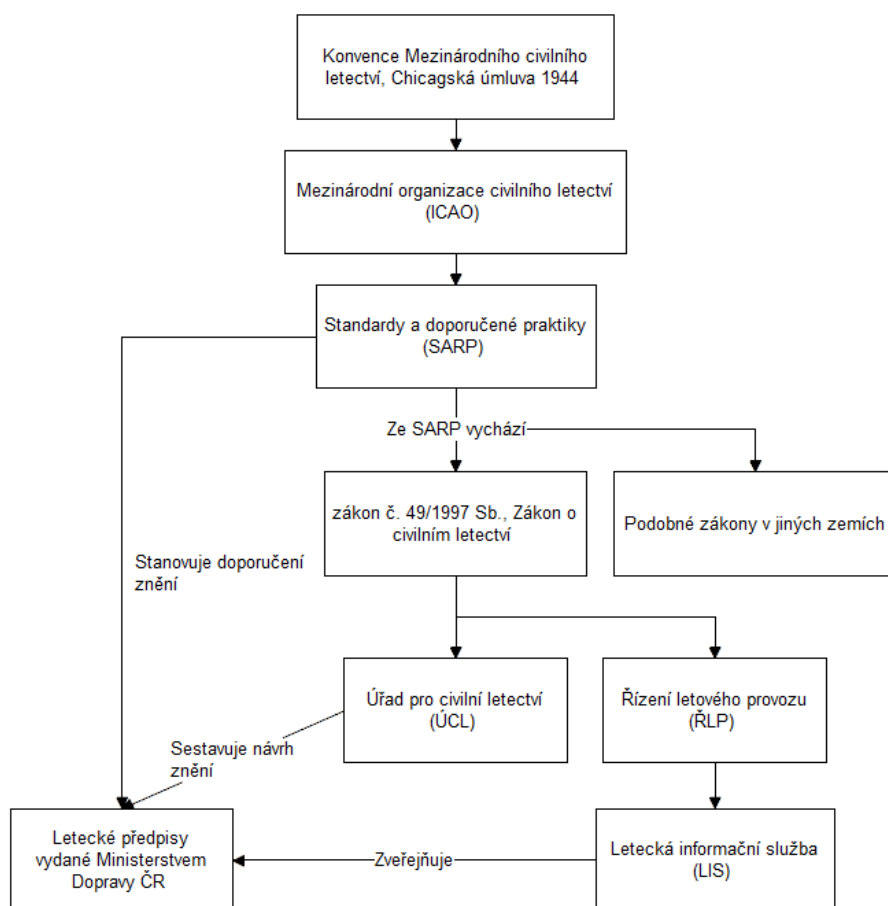 Konvence Mezinárodního civilního
letectví, Chicagská úmluva 1944
Mezinárodní organizace civilního letectví
(ICAO)
Standardy a doporučené praktiky
(SARP)
Ze SARP vychází
zákon č. 49/1997 Sb., Zákon o
civilním letectví
Podobné zákony v jiných zemích
Stanovuje doporučení
znění
Úřad pro civilní letectví
(ÚCL)
Řízení letového provozu
(ŘLP)
Sestavuje návrh
znění
Letecké předpisy
vydané Ministerstvem
Dopravy ČR
Zveřejňuje
Letecká informační služba
(LIS)